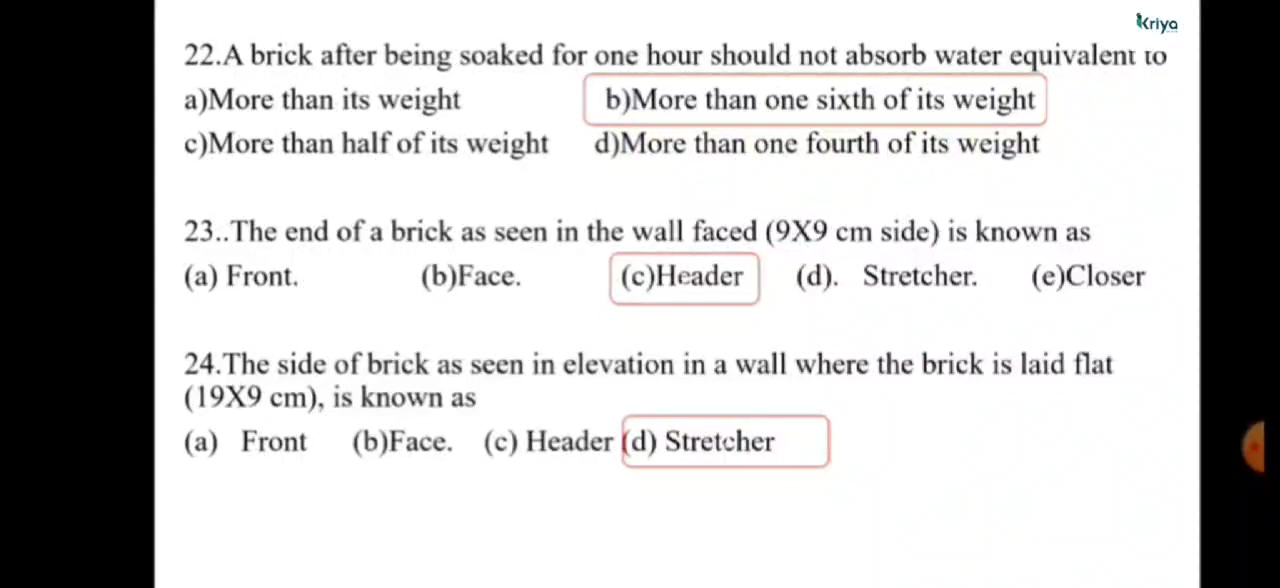 Kriya
22.A brick after being soaked for one hour should not absorb water equivalent to
a)More than its weight b)More than one sixth of its weight
c)More than half of its weight d)More than one fourth of its weight
23..The end of a brick as seen in the wall faced (9X9 cm side) is known as
(a) Front. (b)Face. (c)Header (d). Stretcher. (e)Closer
24.The side of brick as seen in elevation in a wall where the brick is laid flat
(19X9 cm), is known as
(a) Front (b)Face. (c) Header (d) Stretcher